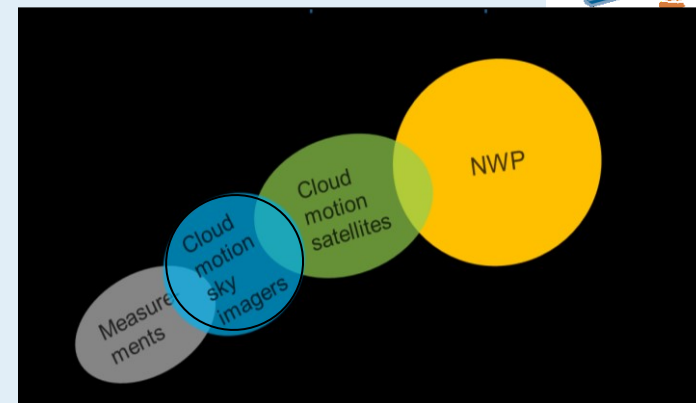 NWP
Cloud
motion
satellites
Cloud
motion
sky
imagers
Measure
ments